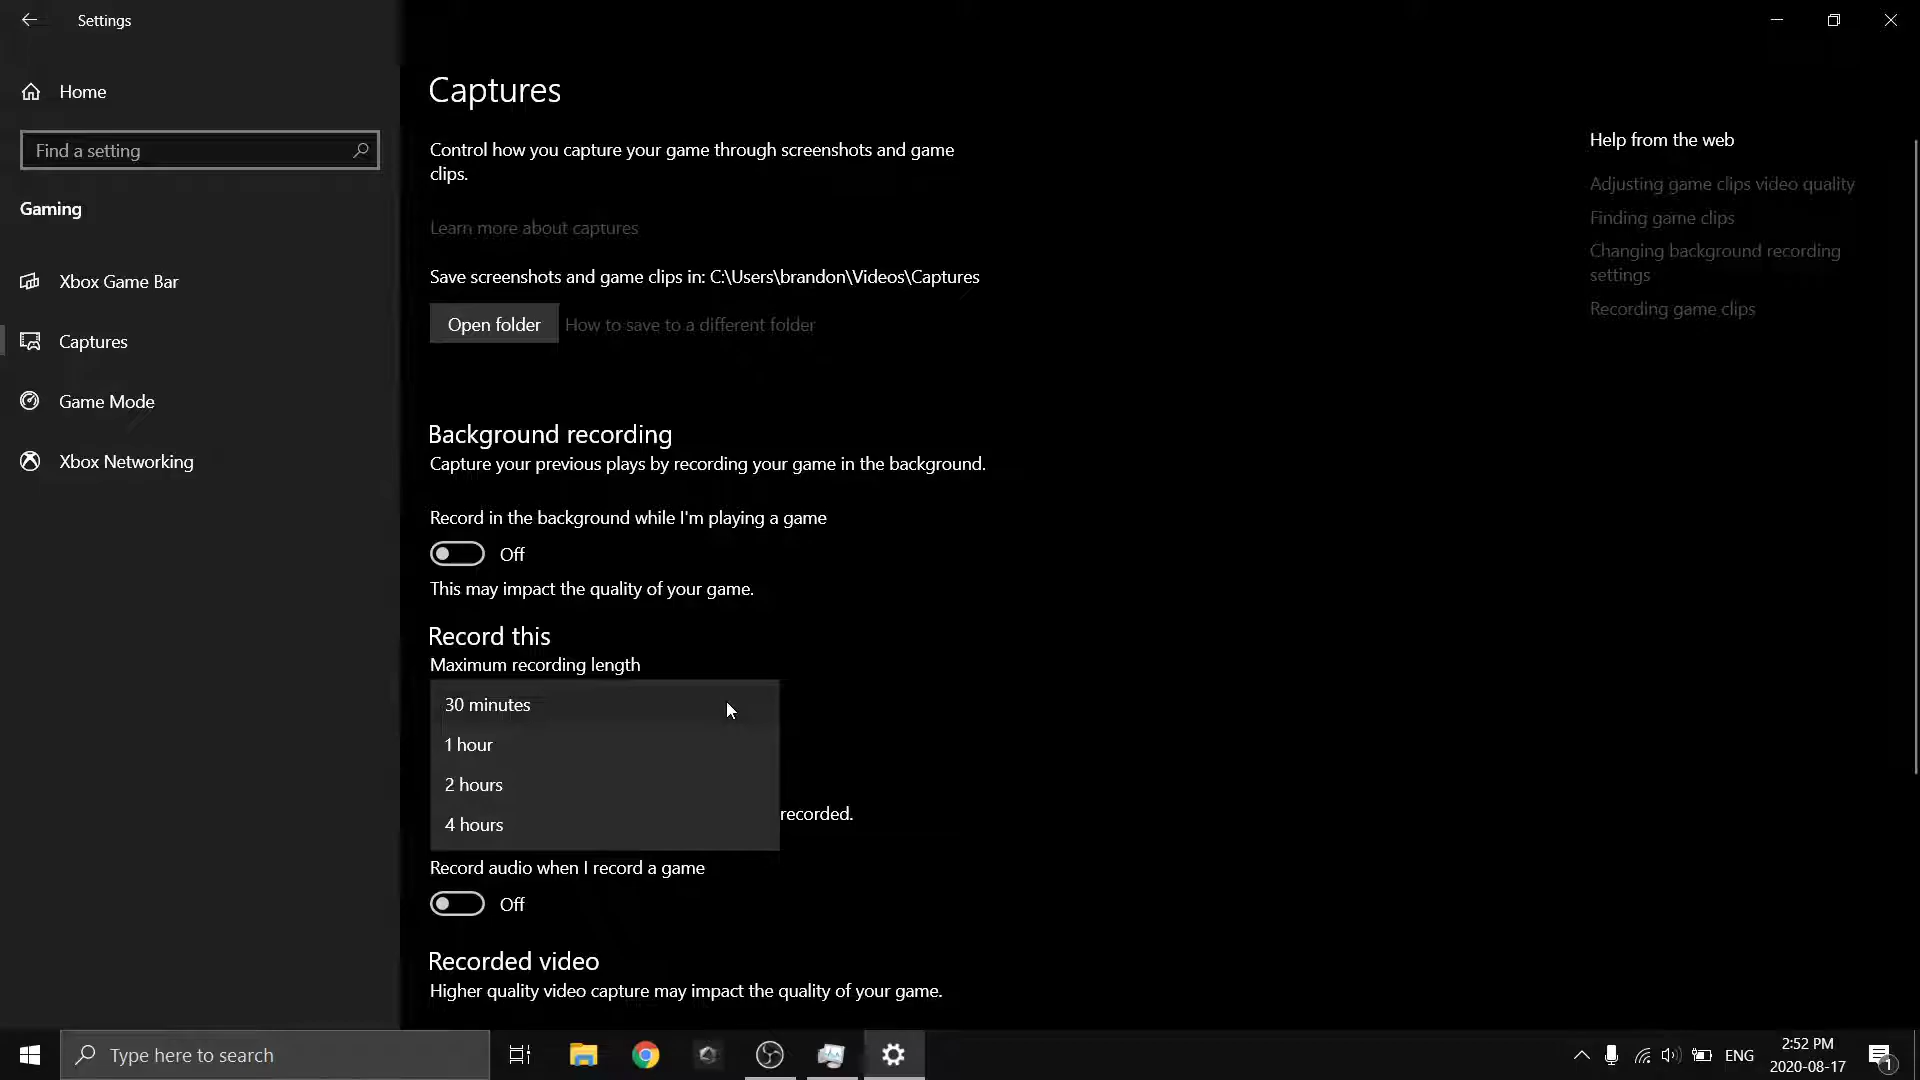 Settings
Home
Find a setting
Gaming
Xbox Game Bar
Captures
Game Mode
Xbox Networking
Captures
Control how you capture your game through screenshots and game
clips.
Learn more about captures
Save screenshots and game clips in: C:\Users\brandon\Videos\Captures
Open folder
How to save to a different folder
Background recording
Capture your previous plays by recording your game in the background.
Record in the background while I'm playing a game
Off
This may impact the quality of your game.
Record this
Maximum recording length
30 minutes
1 hour
2 hours
4 hours
recorded.
Record audio when I record a game
Off
Recorded video
Higher quality video capture may impact the quality of your game.
Help from the web
Adjusting game clips video quality
Finding game clips
Changing background recording
settings
Recording game clips
Type here to search
ENG
2:52 PM
2020-08-17
1